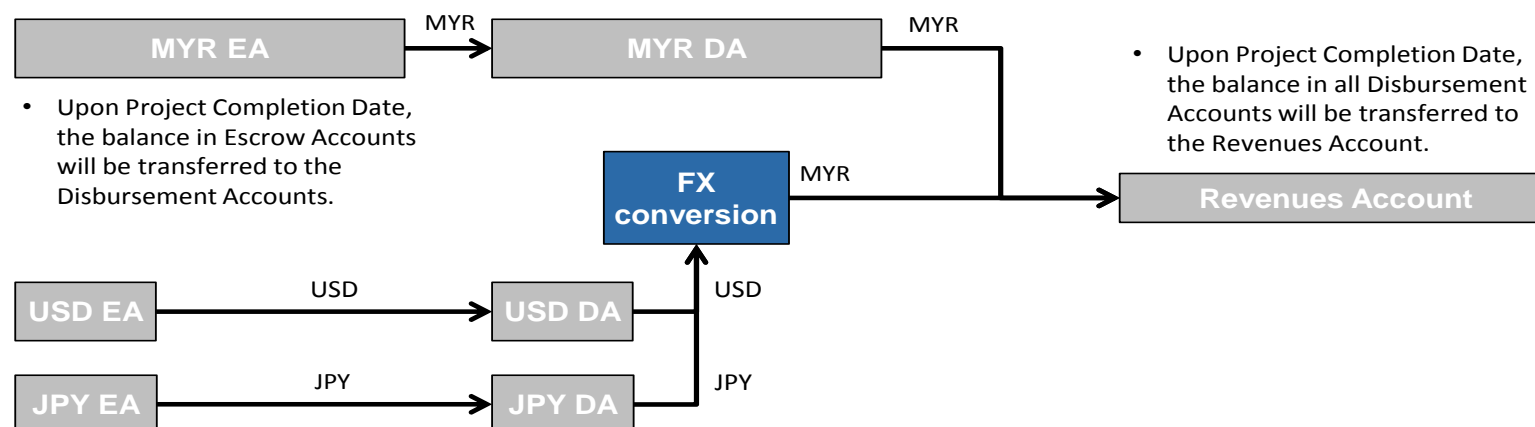 MYR EA
MYR
MYR DA
MYR
• Upon Project Completion Date,
the balance in Escrow Accounts
will be transferred to the
Disbursement Accounts.
• Upon Project Completion Date,
the balance in all Disbursement
Accounts will be transferred to
the Revenues Account.
FX
conversion
MYR
Revenues Account
USD EA
USD
USD DA
USD
JPY EA
JPY
JPY DA
JPY